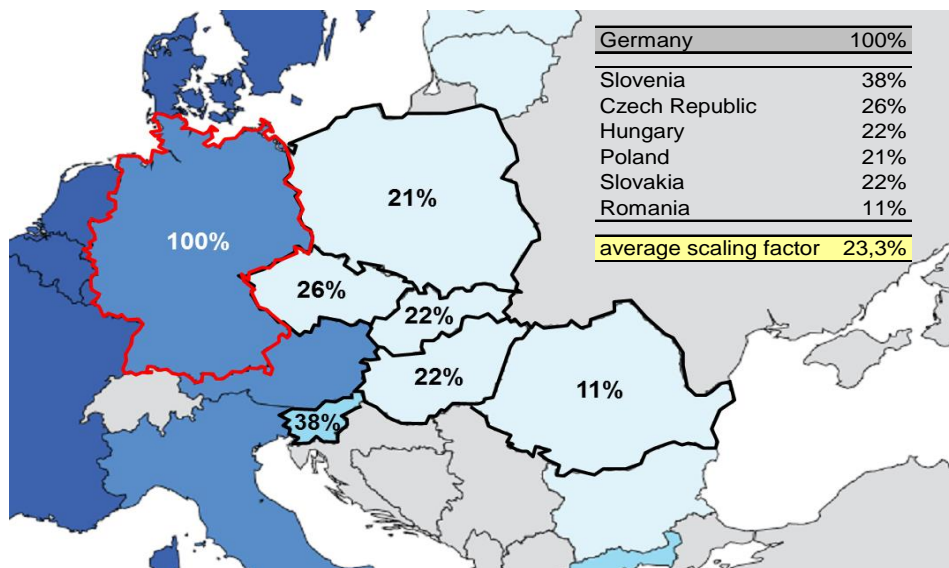 Germany 100%
Slovenia 38%
Czech Republic 26%
Hungary 22%
Poland 21%
Slovakia 22%
Romania 11%
average scaling factor 23,3%
21%
100%
26%
22%
22%
11%
38%